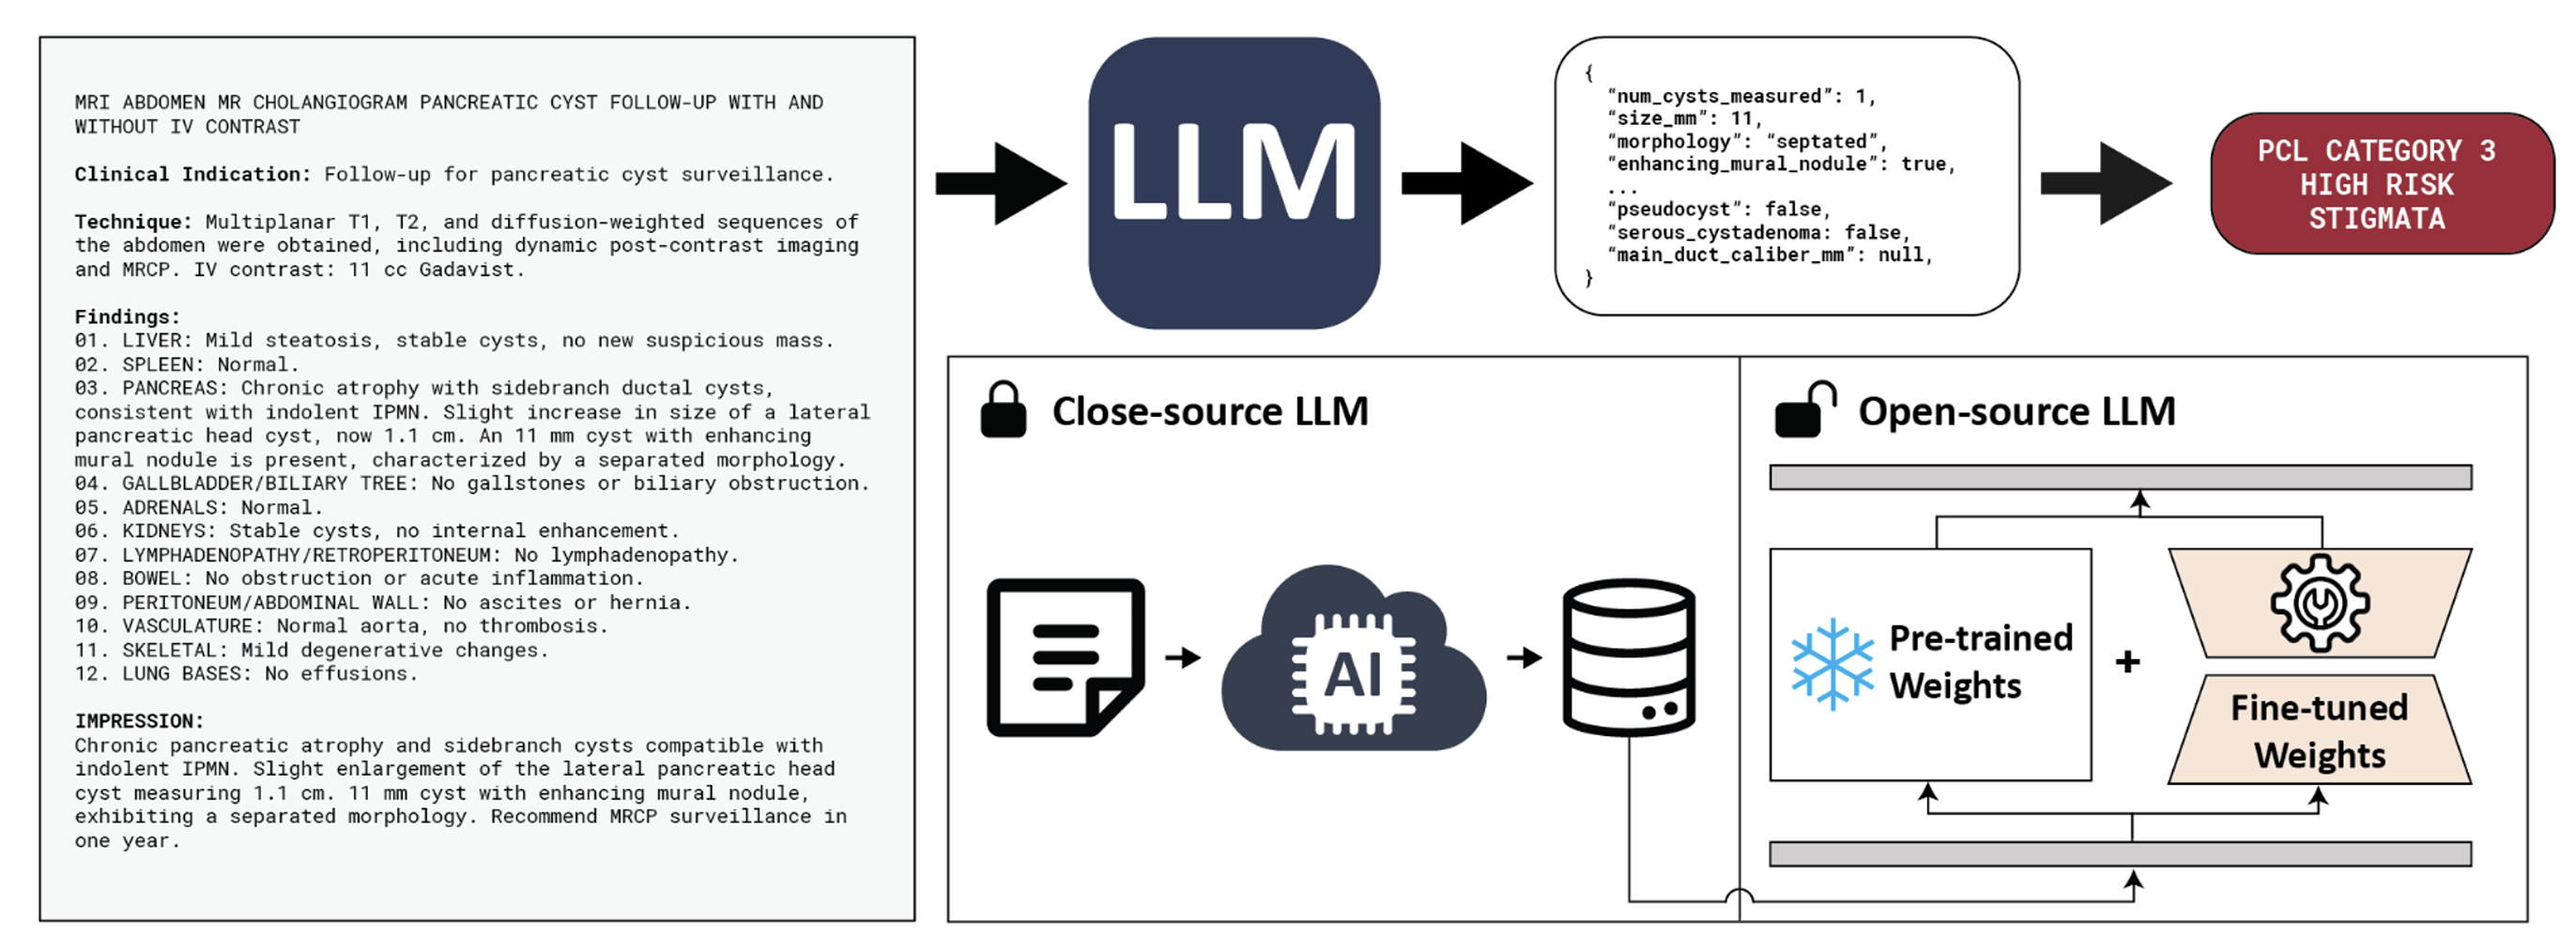 MRI ABDOMEN MR CHOLANGIOGRAM PANCREATIC CYST FOLLOW-UP WITH AND
WITHOUT IV CONTRAST
Clinical Indication: Follow-up for pancreatic cyst surveillance.
Technique: Multiplanar T1, T2, and diffusion-weighted sequences of
the abdomen were obtained, including dynamic post-contrast imaging
and MRCP. IV contrast: 11 cc Gadavist.
Findings:
01. LIVER: Mild steatosis, stable cysts, no new suspicious mass.
02. SPLEEN: Normal.
03. PANCREAS: Chronic atrophy with sidebranch ductal cysts,
consistent with indolent IPMN. Slight increase in size of a lateral
pancreatic head cyst, now 1.1 cm. An 11 mm cyst with enhancing
mural nodule is present, characterized by a separated morphology.
04. GALLBLADDER/BILIARY TREE: No gallstones or biliary obstruction.
05. ADRENALS: Normal.
06. KIDNEYS: Stable cysts, no internal enhancement.
07. LYMPHADENOPATHY/RETROPERITONEUM: No lymphadenopathy.
08. BOWEL: No obstruction or acute inflammation.
09. PERITONEUM/ABDOMINAL WALL: No ascites or hernia.
10. VASCULATURE: Normal aorta, no thrombosis.
11. SKELETAL: Mild degenerative changes.
12. LUNG BASES: No effusions.
IMPRESSION:
Chronic pancreatic atrophy and sidebranch cysts compatible with
indolent IPMN. Slight enlargement of the lateral pancreatic head
cyst measuring 1.1 cm. 11 mm cyst with enhancing mural nodule,
exhibiting a separated morphology. Recommend MRCP surveillance in
one year.
LLM
{
“num_cysts_measured”: 1,
“size_mm”: 11,
“morphology”: “septated”,
“enhancing_mural_nodule”: true,
...
“pseudocyst”: false,
“serous_cystadenoma: false,
“main_duct_caliber_mm”: null,
}
PCL CATEGORY 3
HIGH RISK
STIGMATA
Close-source LLM
AI
Open-source LLM
Pre-trained
Weights
+
Fine-tuned
Weights